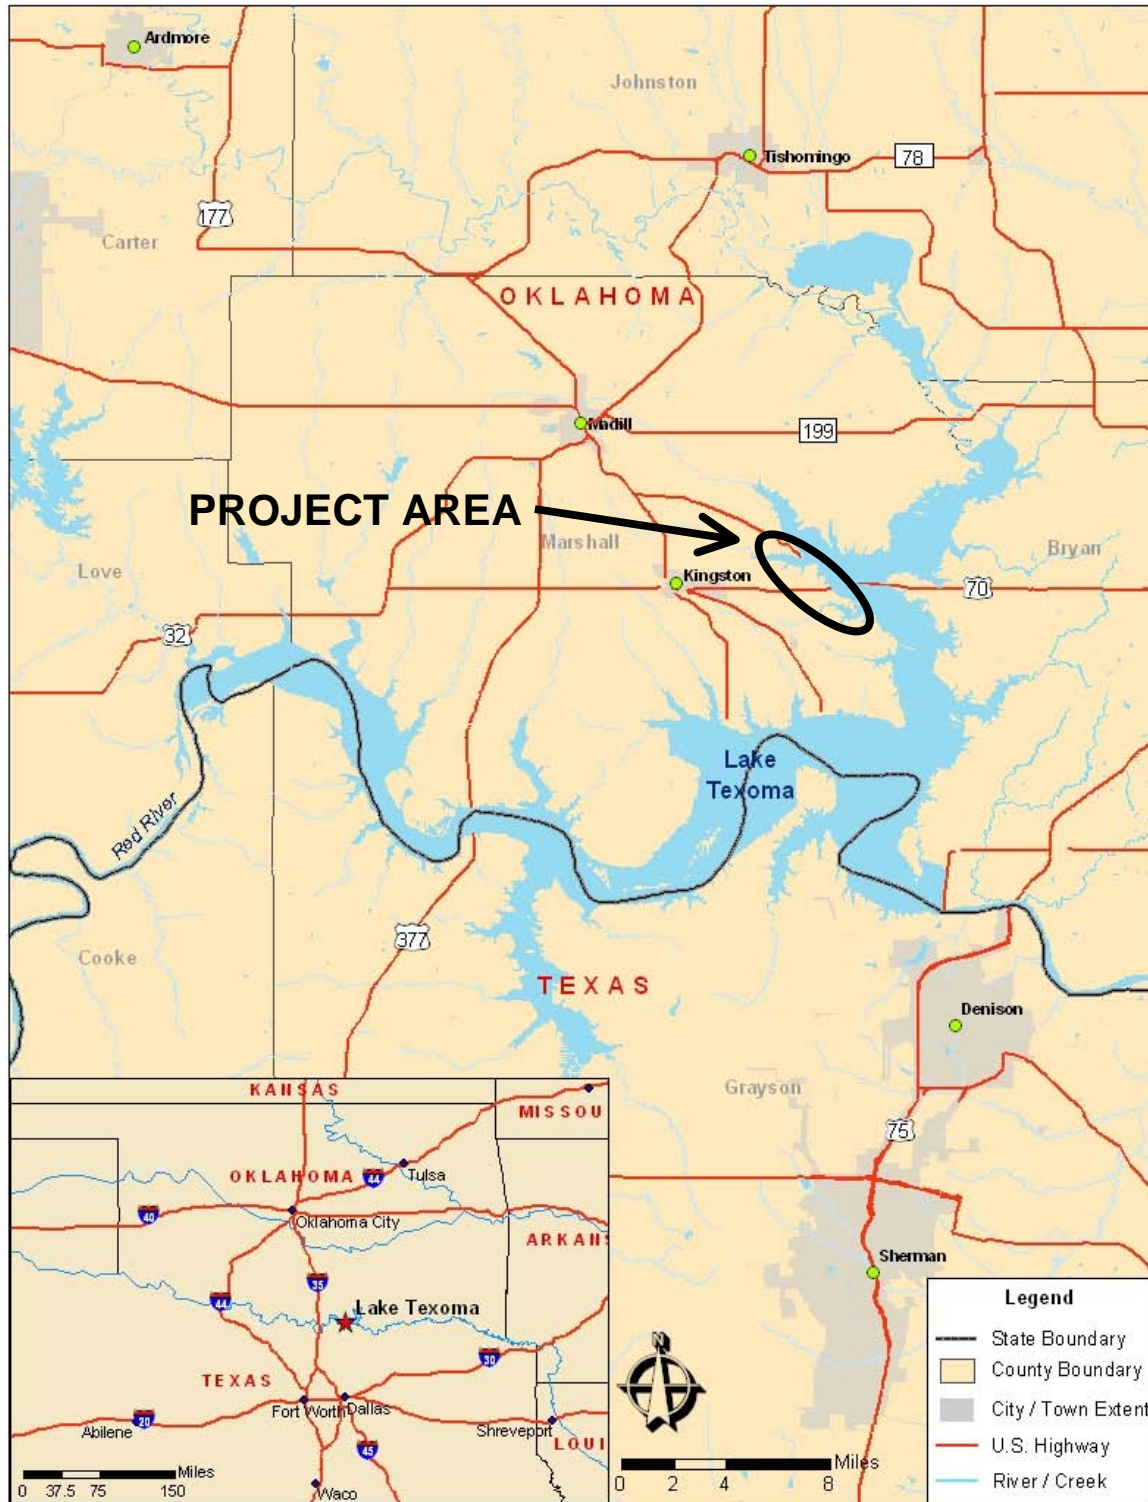 Ardmore
Johnston
Tishomingo
78
177
Carter
OKLAHOMA
Madill
199
PROJECT AREA
Marshall
Bryan
Love
Kingston
70
32
Lake
Texoma
Red River
377
Cooke
TEXAS
Denison
Grayson
75
Sherman
KANSAS
MISSOU
OKLAHOMA
44
Tulsa
40
Oklahoma City
ARKANS
35
44
Lake Texoma
30
TEXAS
Fort Worth
Dallas
20
Abilene
Shreveport
45
LOUI
Miles
0 37.5 75 150
Waco
N
Miles
0 2 4 8
Legend
State Boundary
County Boundary
City / Town Extent
U.S. Highway
River / Creek